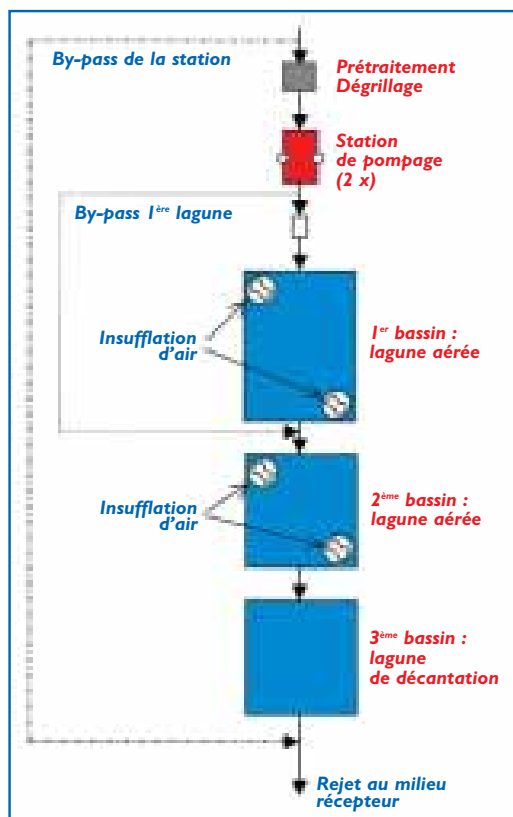 By-pass de la station
Prétraitement
Dégrillage
Station
de pompage
(2 x)
By-pass 1ère lagune
Insufflation
d'air
1er bassin :
lagune aérée
Insufflation
d'air
2ème bassin :
lagune aérée
3ème bassin :
lagune
de décantation
Rejet au milieu
récepteur